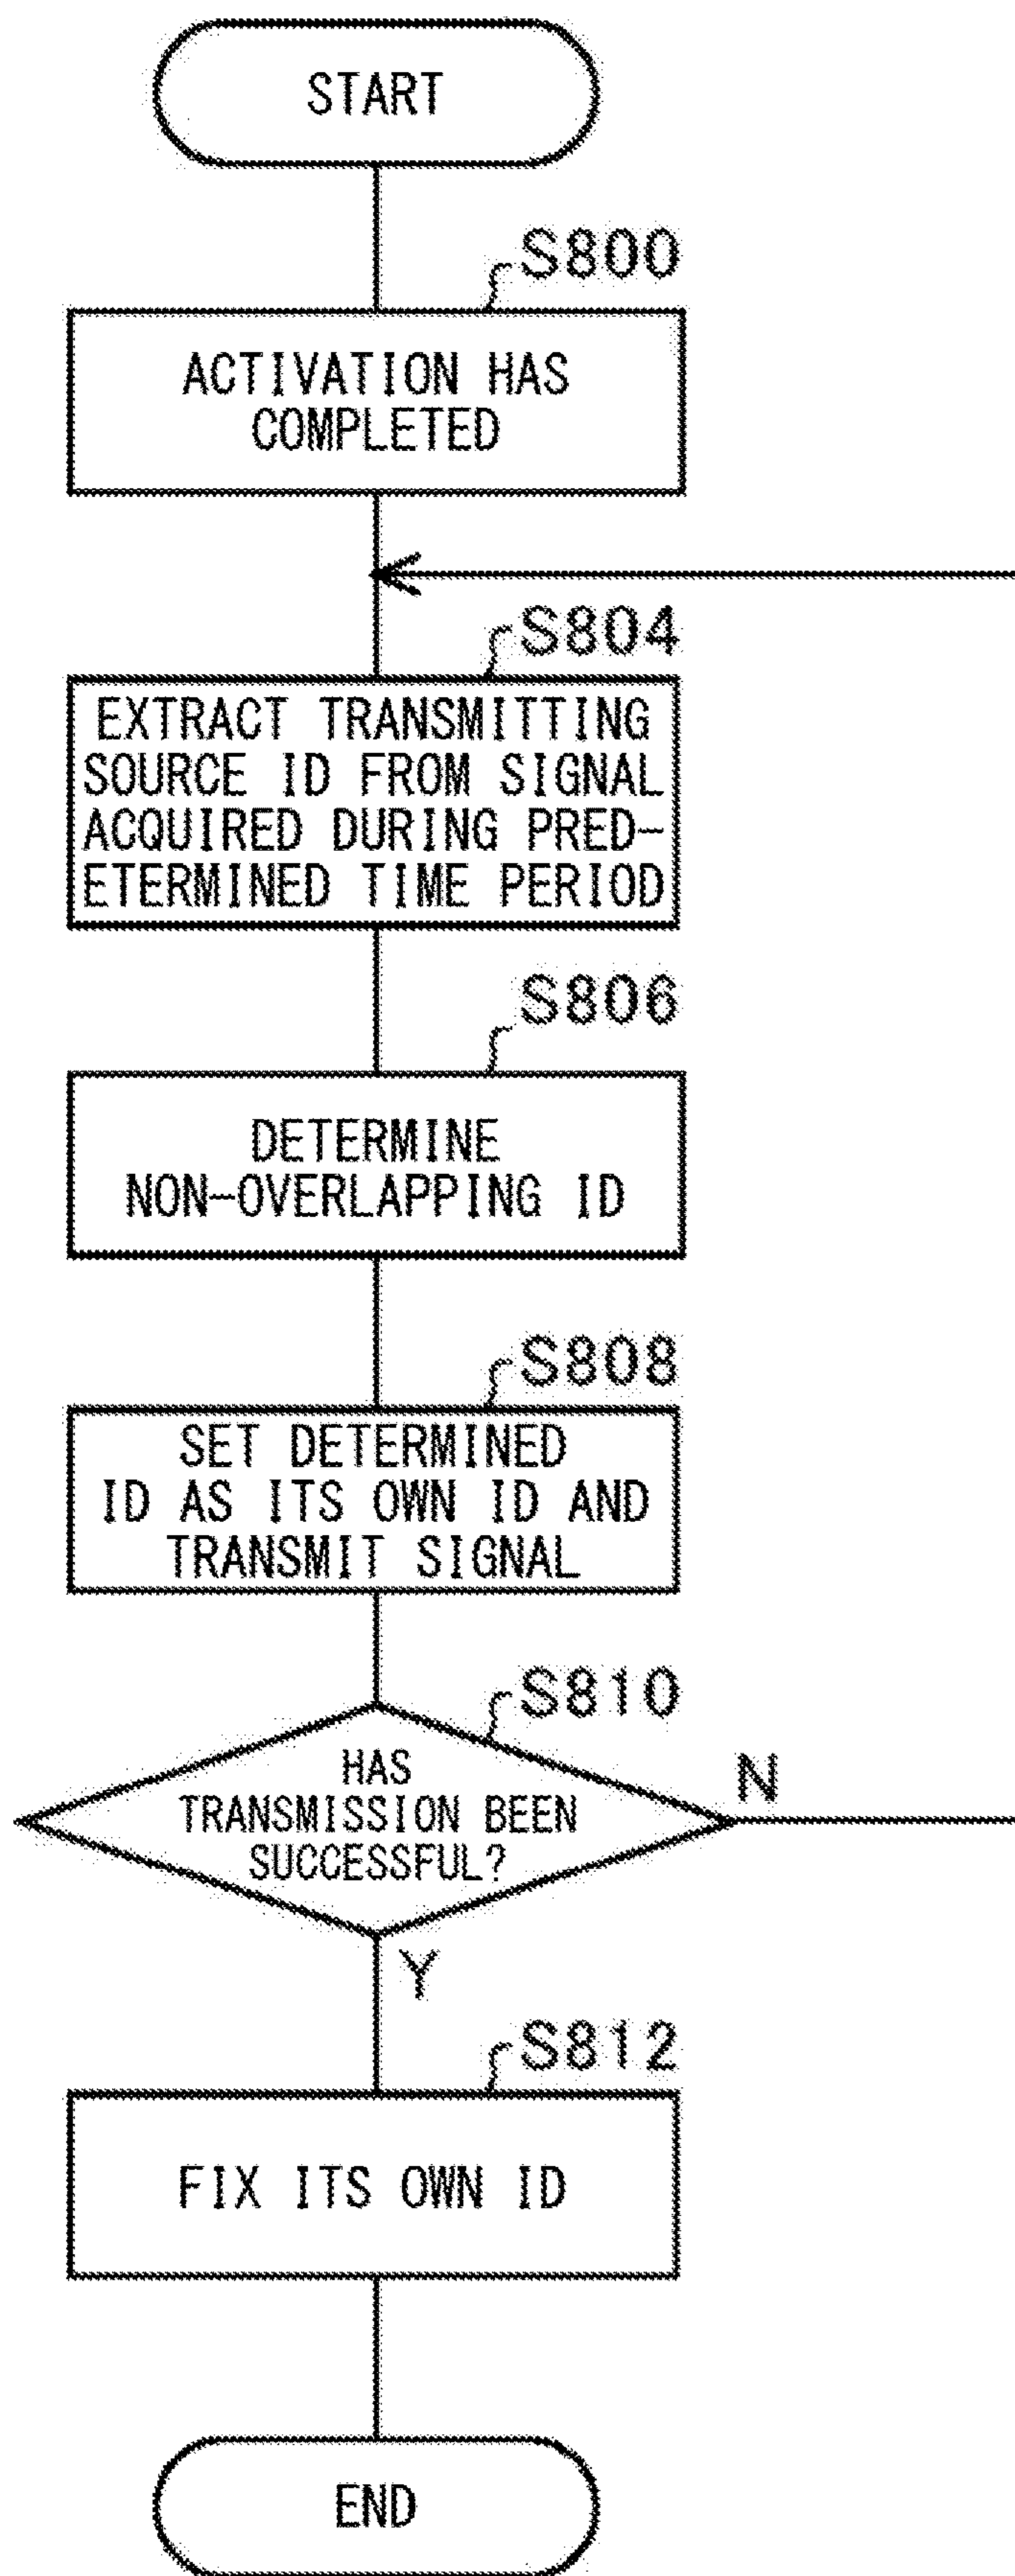 START
S800
ACTIVATION HAS
COMPLETED
S804
EXTRACT TRANSMITTING
SOURCE ID FROM SIGNAL
ACQUIRED DURING PRED-
ETERMINED TIME PERIOD
S806
DETERMINE
NON-OVERLAPPING ID
S808
SET DETERMINED
ID AS ITS OWN ID AND
TRANSMIT SIGNAL
S810
HAS
TRANSMISSION BEEN
SUCCESSFUL?
N
Y
S812
FIX ITS OWN ID
END